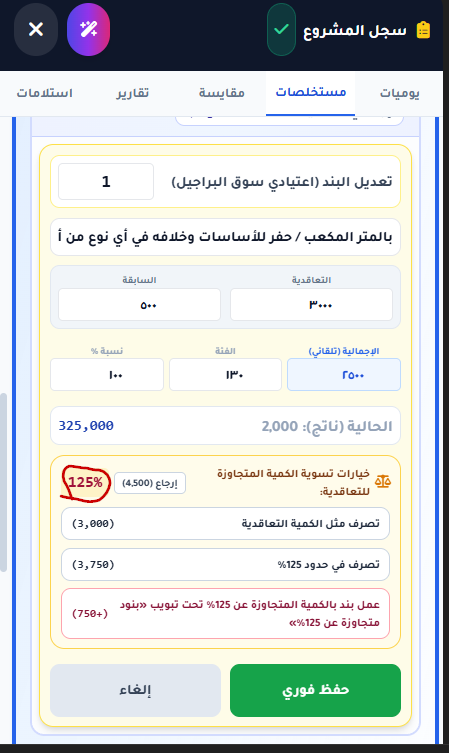 سجل المشروع
يوميات
مستخلصات
مقايسة
تقارير
استلامات
تعديل البند (اعتيادي سوق البراجيل)
1
بالمتر المكعب / حفر للأساسات وخلافه في أي نوع من أ
التعاقدية
السابقة
٣٠٠٠
٥٠٠
الإجمالية (تلقائي)
الفئة
نسبة %
٢٥٠٠
١٣٠
١٠٠
الحالية (ناتج): 2,000
325,000
خيارات تسوية الكمية المتجاوزة
للتعاقدية:
إرجاع (4,500)
125%
تصرف مثل الكمية التعاقدية
(3,000)
تصرف في حدود 125%
(3,750)
عمل بند بالكمية المتجاوزة عن 125% تحت تبويب «بنود
متجاوزة عن 125%»
(+750)
حفظ فوري
إلغاء